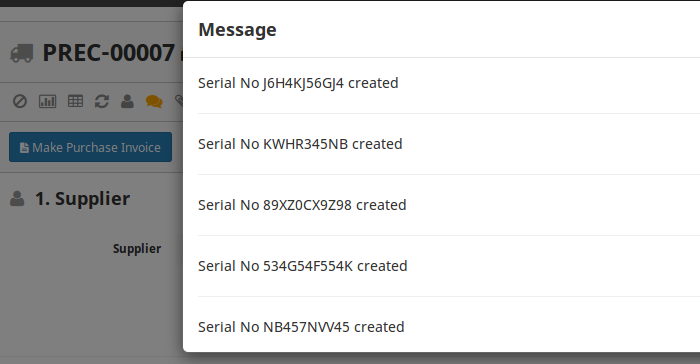 PREC-00007
Make Purchase Invoice
1. Supplier
Supplier
Message
Serial No J6H4KJ56GJ4 created
Serial No KWHR345NB created
Serial No 89XZ0CX9Z98 created
Serial No 534G54F554K created
Serial No NB457NVV45 created